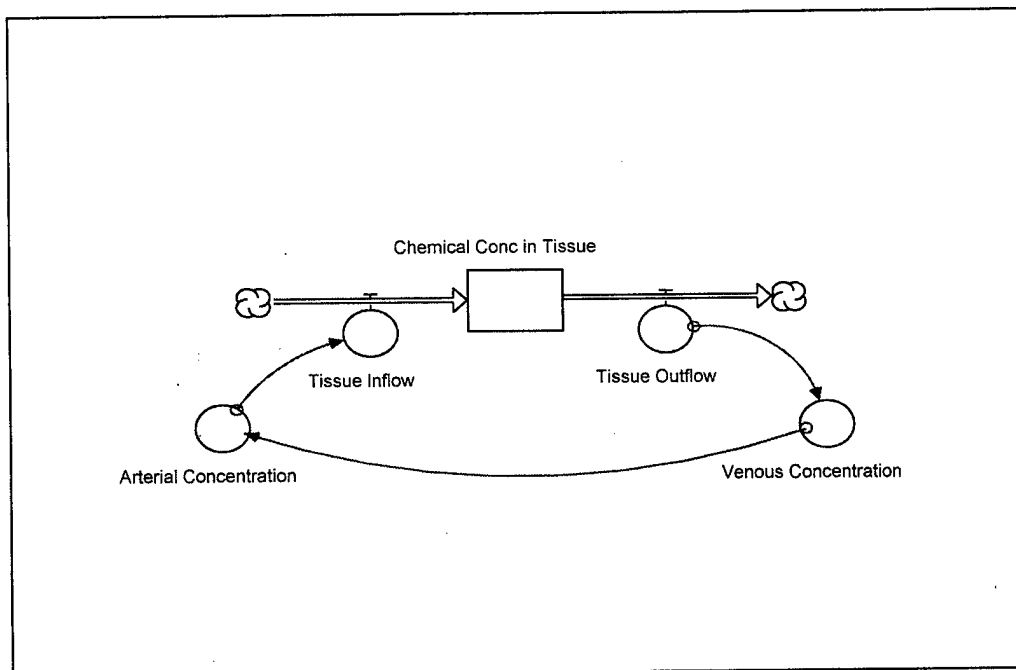 Chemical Conc in Tissue
Tissue Inflow
Tissue Outflow
Arterial Concentration
Venous Concentration